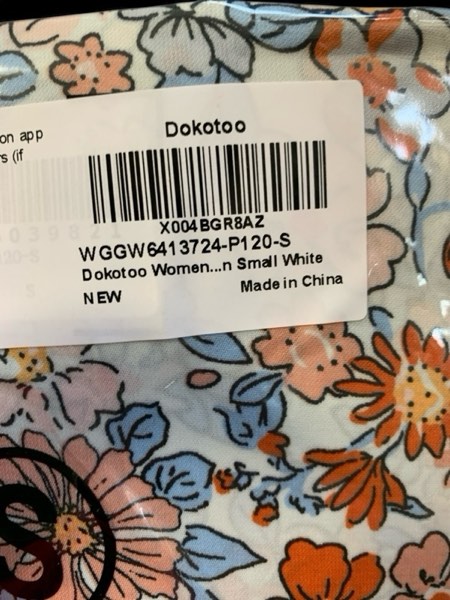 on app
rs (if
Dokotoo
X004BGR8AZ
WGGW6413724-P120-S
Dokotoo Women...n Small White
NEW
Made in China
S